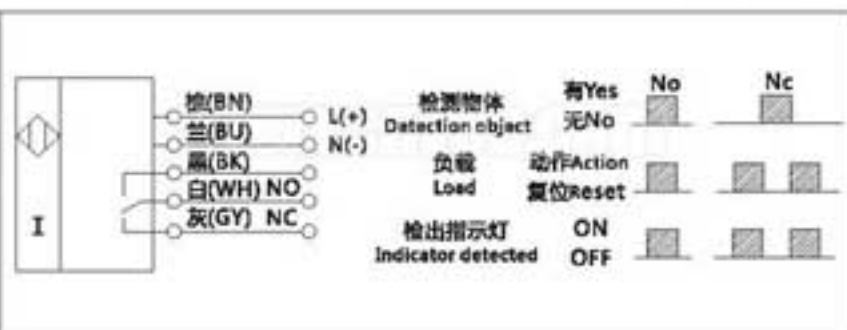 棕(BN)
L(+)
兰(BU)
N(-)
黑(BK)
白(WH) NO
灰(GY) NC
I
检测物体
Detection object
有Yes
无No
No
Nc
负载
Load
动作Action
复位Reset
检出指示灯
Indicator detected
ON
OFF